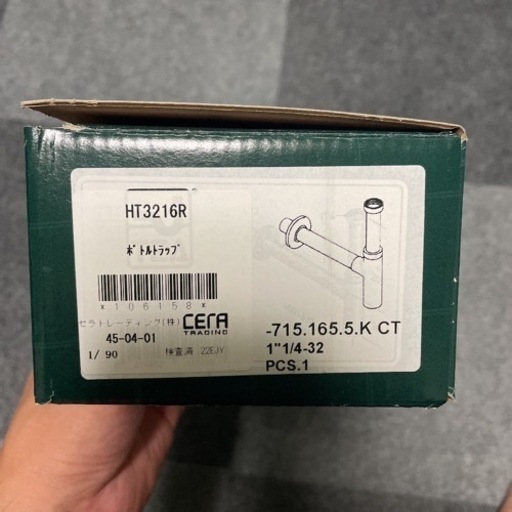 HT3216R
ﾎﾞﾄﾙﾄﾗｯﾌﾟ
*106158*
セラトレーディング(株)
CERA
TRADING
45-04-01
1/ 90
検査済 22EJY
-715.165.5.K CT
1"1/4-32
PCS.1